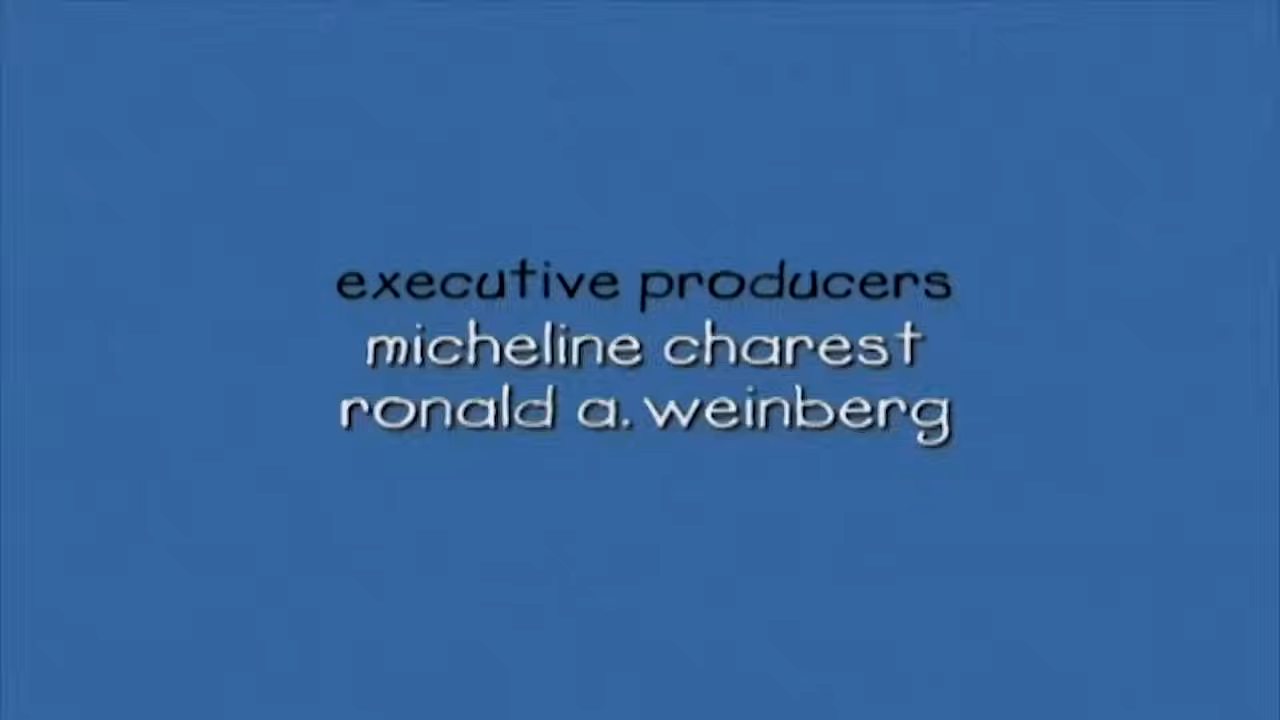 executive producers
micheline charest
ronald a. weinberg